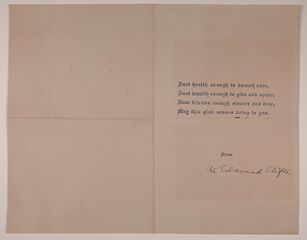 Just health enough to banish care,
Just wealth enough to give and spare,
Just friends enough sincere and true,
May this glad season bring to you.
From